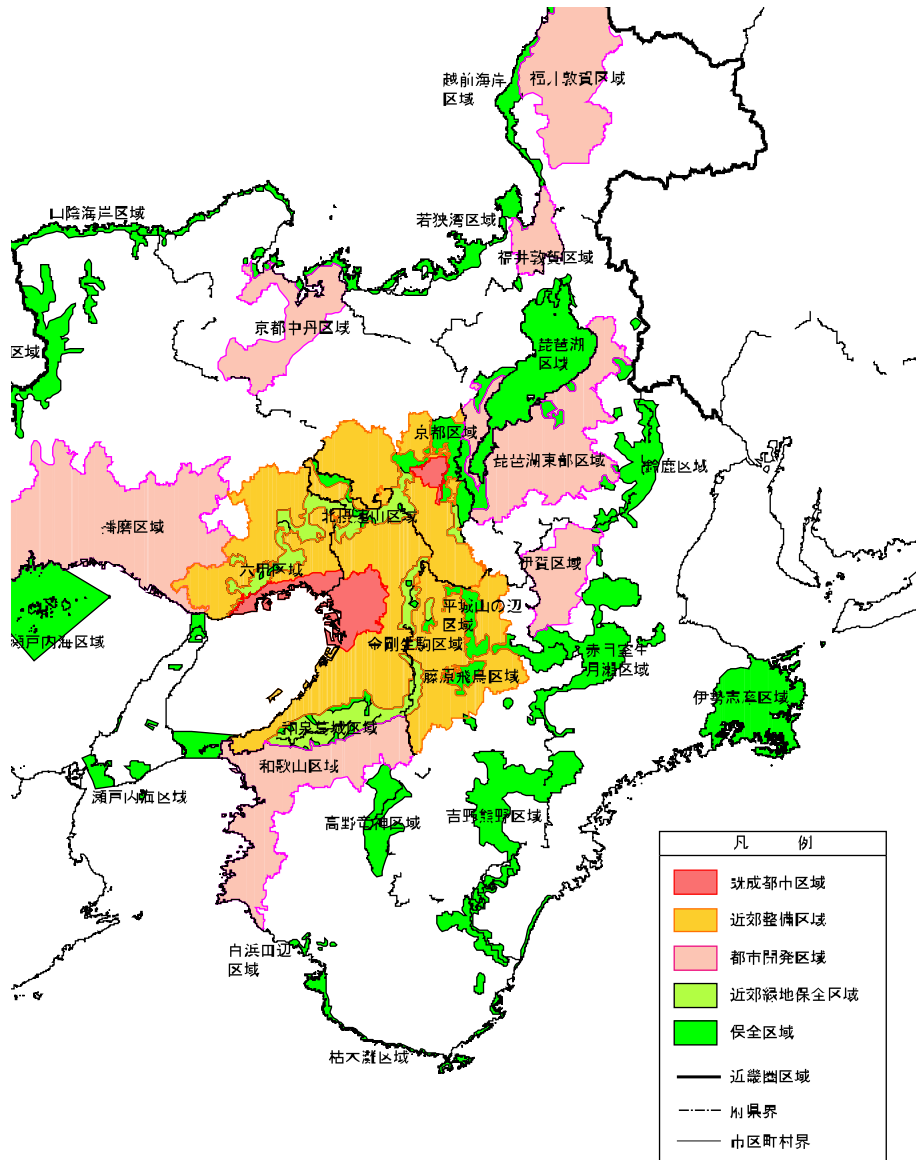 越前海岸
区域
福井敦賀区域
山陰海岸区域
若狭湾区域
福井敦賀区域
京都中丹区域
区域
琵琶湖
区域
京都区域
琵琶湖東部区域
鈴鹿区域
播磨区域
北摂連山区域
六甲区域
伊賀区域
瀬戸内海区域
平城山の辺
区域
金剛生駒区域
赤目室生
月瀬区域
藤原飛鳥区域
伊勢志摩区域
和泉葛城区域
和歌山区域
瀬戸内海区域
高野竜神区域
吉野熊野区域
白浜田辺
区域
枯木灘区域
凡 例
既成都市区域
近郊整備区域
都市開発区域
近郊緑地保全区域
保全区域
近畿圏区域
府県界
市区町村界